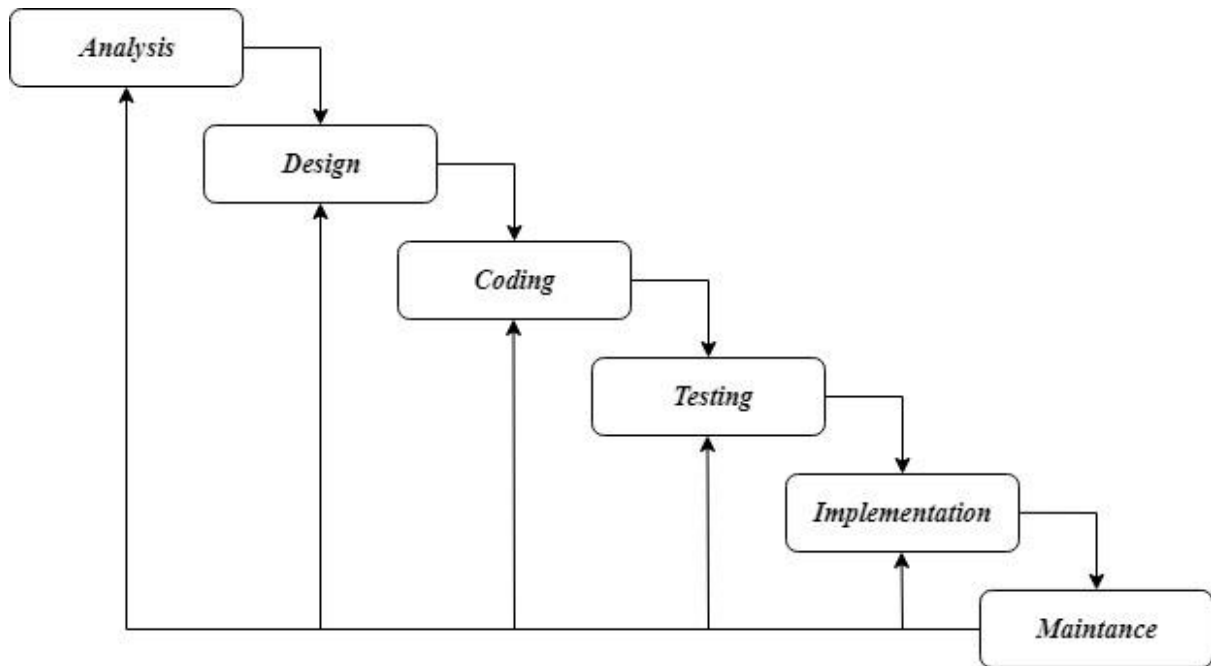 Analysis
Design
Coding
Testing
Implementation
Maintance